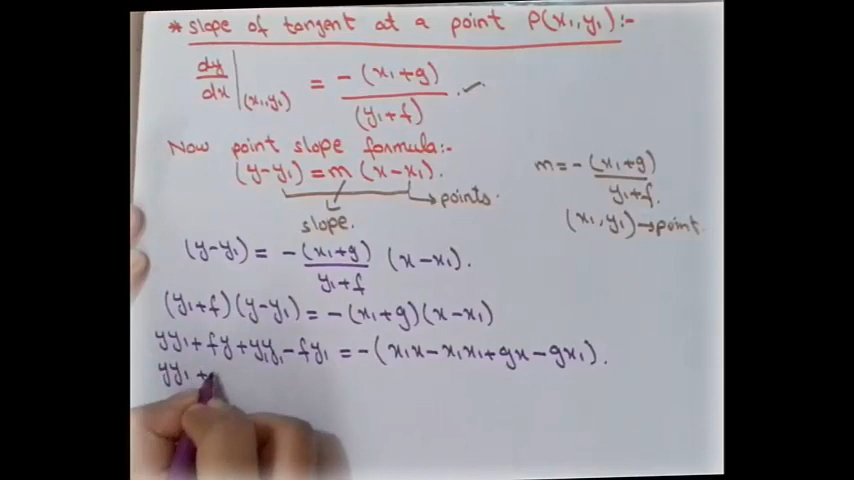 * slope of tangent at a point P(x₁,y₁):-
dy/dx |(x₁,y₁) = -(x₁+g)/(y₁+f). ✓
Now point slope formula:-
(y-y₁) = m (x-x₁).
→ points.
slope.
m = -(x₁+g)/y₁+f.
(x₁,y₁)→point.
(y-y₁) = -(x₁+g)/y₁+f (x-x₁).
(y₁+f)(y-y₁) = -(x₁+g)(x-x₁)
yy₁+fy+y₁y₁-fy₁ = -(x₁x-x₁x₁+gx-gx₁).
yy₁ +